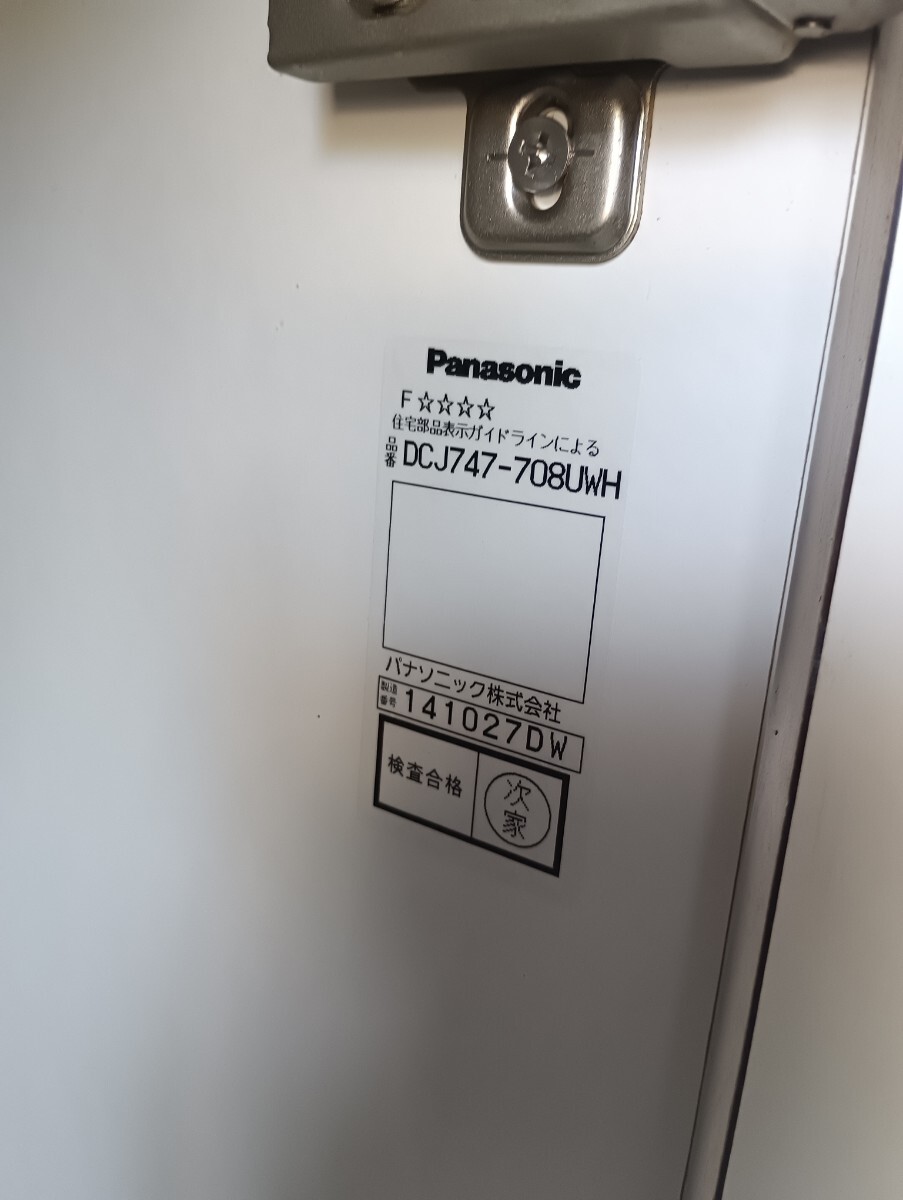 Panasonic
F☆☆☆☆
住宅部品表示ガイドラインによる
品番 DCJ747-708UWH
パナソニック株式会社
製造番号 141027DW
検査合格 次家